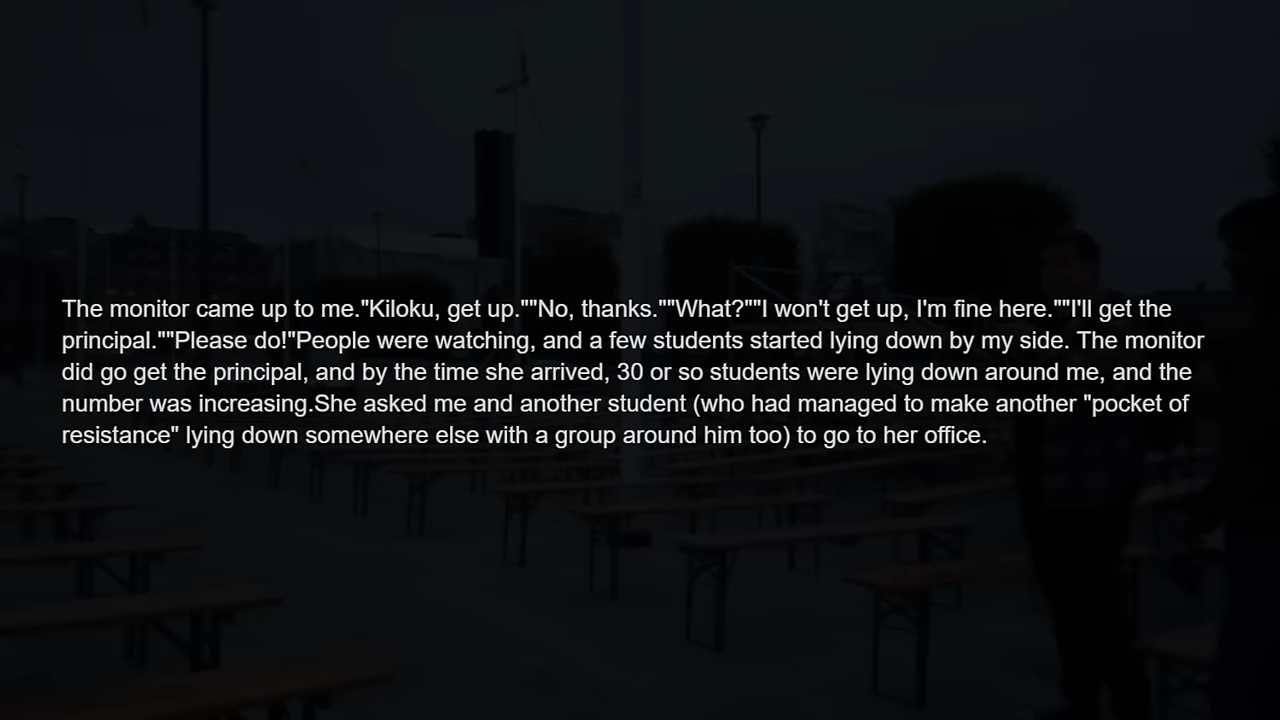 The monitor came up to me."Kiloku, get up.""No, thanks.""What?""I won't get up, I'm fine here.""I'll get the
principal.""Please do!"People were watching, and a few students started lying down by my side. The monitor
did go get the principal, and by the time she arrived, 30 or so students were lying down around me, and the
number was increasing.She asked me and another student (who had managed to make another "pocket of
resistance" lying down somewhere else with a group around him too) to go to her office.